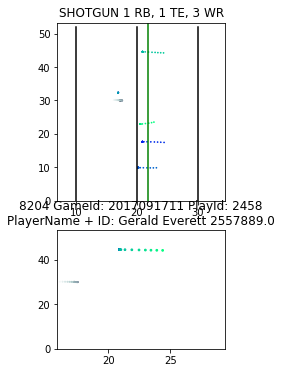 SHOTGUN 1 RB, 1 TE, 3 WR
50
40
30
20
10
0
10 20 30
8204 GameId: 2017091711 PlayId: 2458
PlayerName + ID: Gerald Everett 2557889.0
40
20
0
20 25